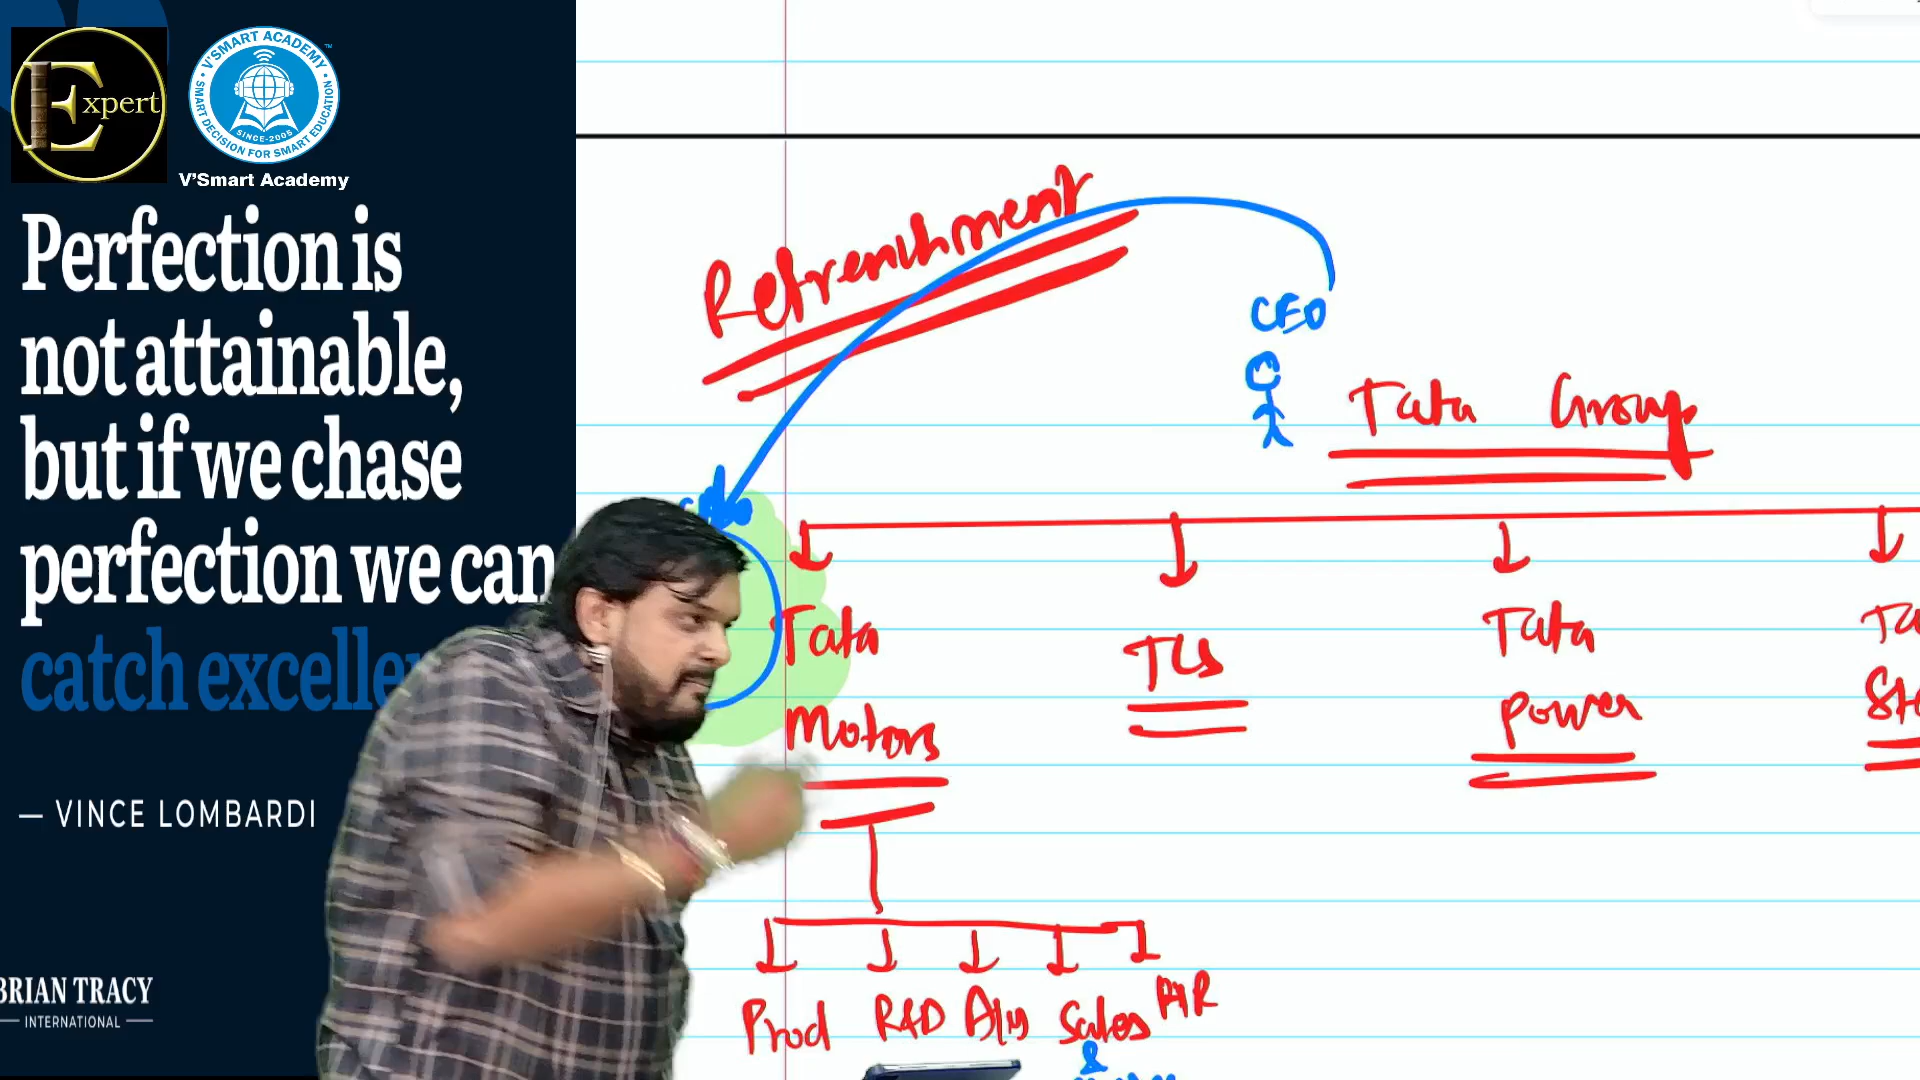 Expert
V'SMART ACADEMY
SMART DECISION FOR SMART EDUCATION
SINCE-2005
V'Smart Academy
Perfection is
not attainable,
but if we chase
perfection we can
catch excelle
— VINCE LOMBARDI
BRIAN TRACY
INTERNATIONAL
Retrenchment
CEO
Tata Group
Tata
Motors
TCS
Tata
Power
Ta
Ste
Prod R&D A/cs Sales HR
&